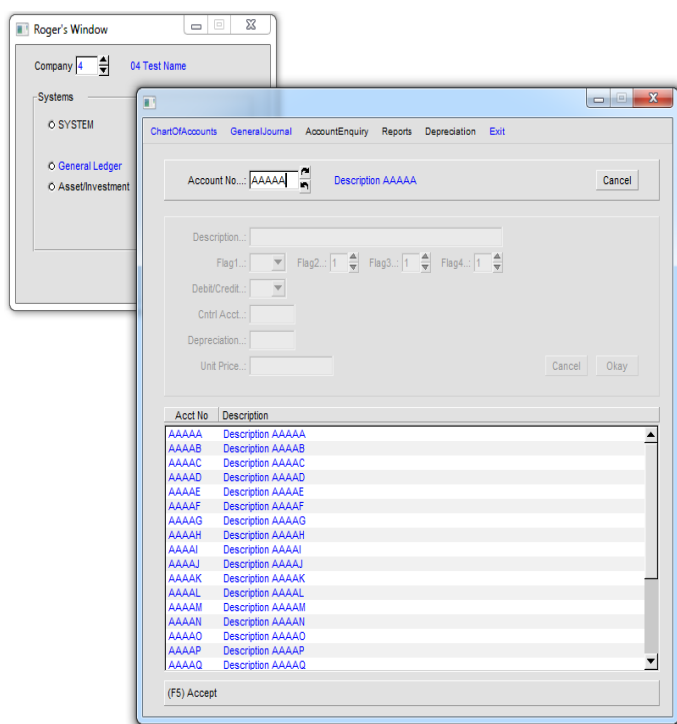 Roger's Window
Company 4 04 Test Name
Systems
SYSTEM
General Ledger
Asset/Investment
ChartOfAccounts GeneralJournal AccountEnquiry Reports Depreciation Exit
Account No...: AAAAA Description AAAAA Cancel
Description..:
Flag1..: Flag2..: 1 Flag3..: 1 Flag4..: 1
Debit/Credit..:
Cntrl Acct..:
Depreciation..:
Unit Price..: Cancel Okay
Acct No Description
AAAAA Description AAAAA
AAAAB Description AAAAB
AAAAC Description AAAAC
AAAAD Description AAAAD
AAAAE Description AAAAE
AAAAF Description AAAAF
AAAAG Description AAAAG
AAAAH Description AAAAH
AAAAI Description AAAAI
AAAAJ Description AAAAJ
AAAAK Description AAAAK
AAAAL Description AAAAL
AAAAM Description AAAAM
AAAAN Description AAAAN
AAAAO Description AAAAO
AAAAP Description AAAAP
AAAAQ Description AAAAQ
(F5) Accept